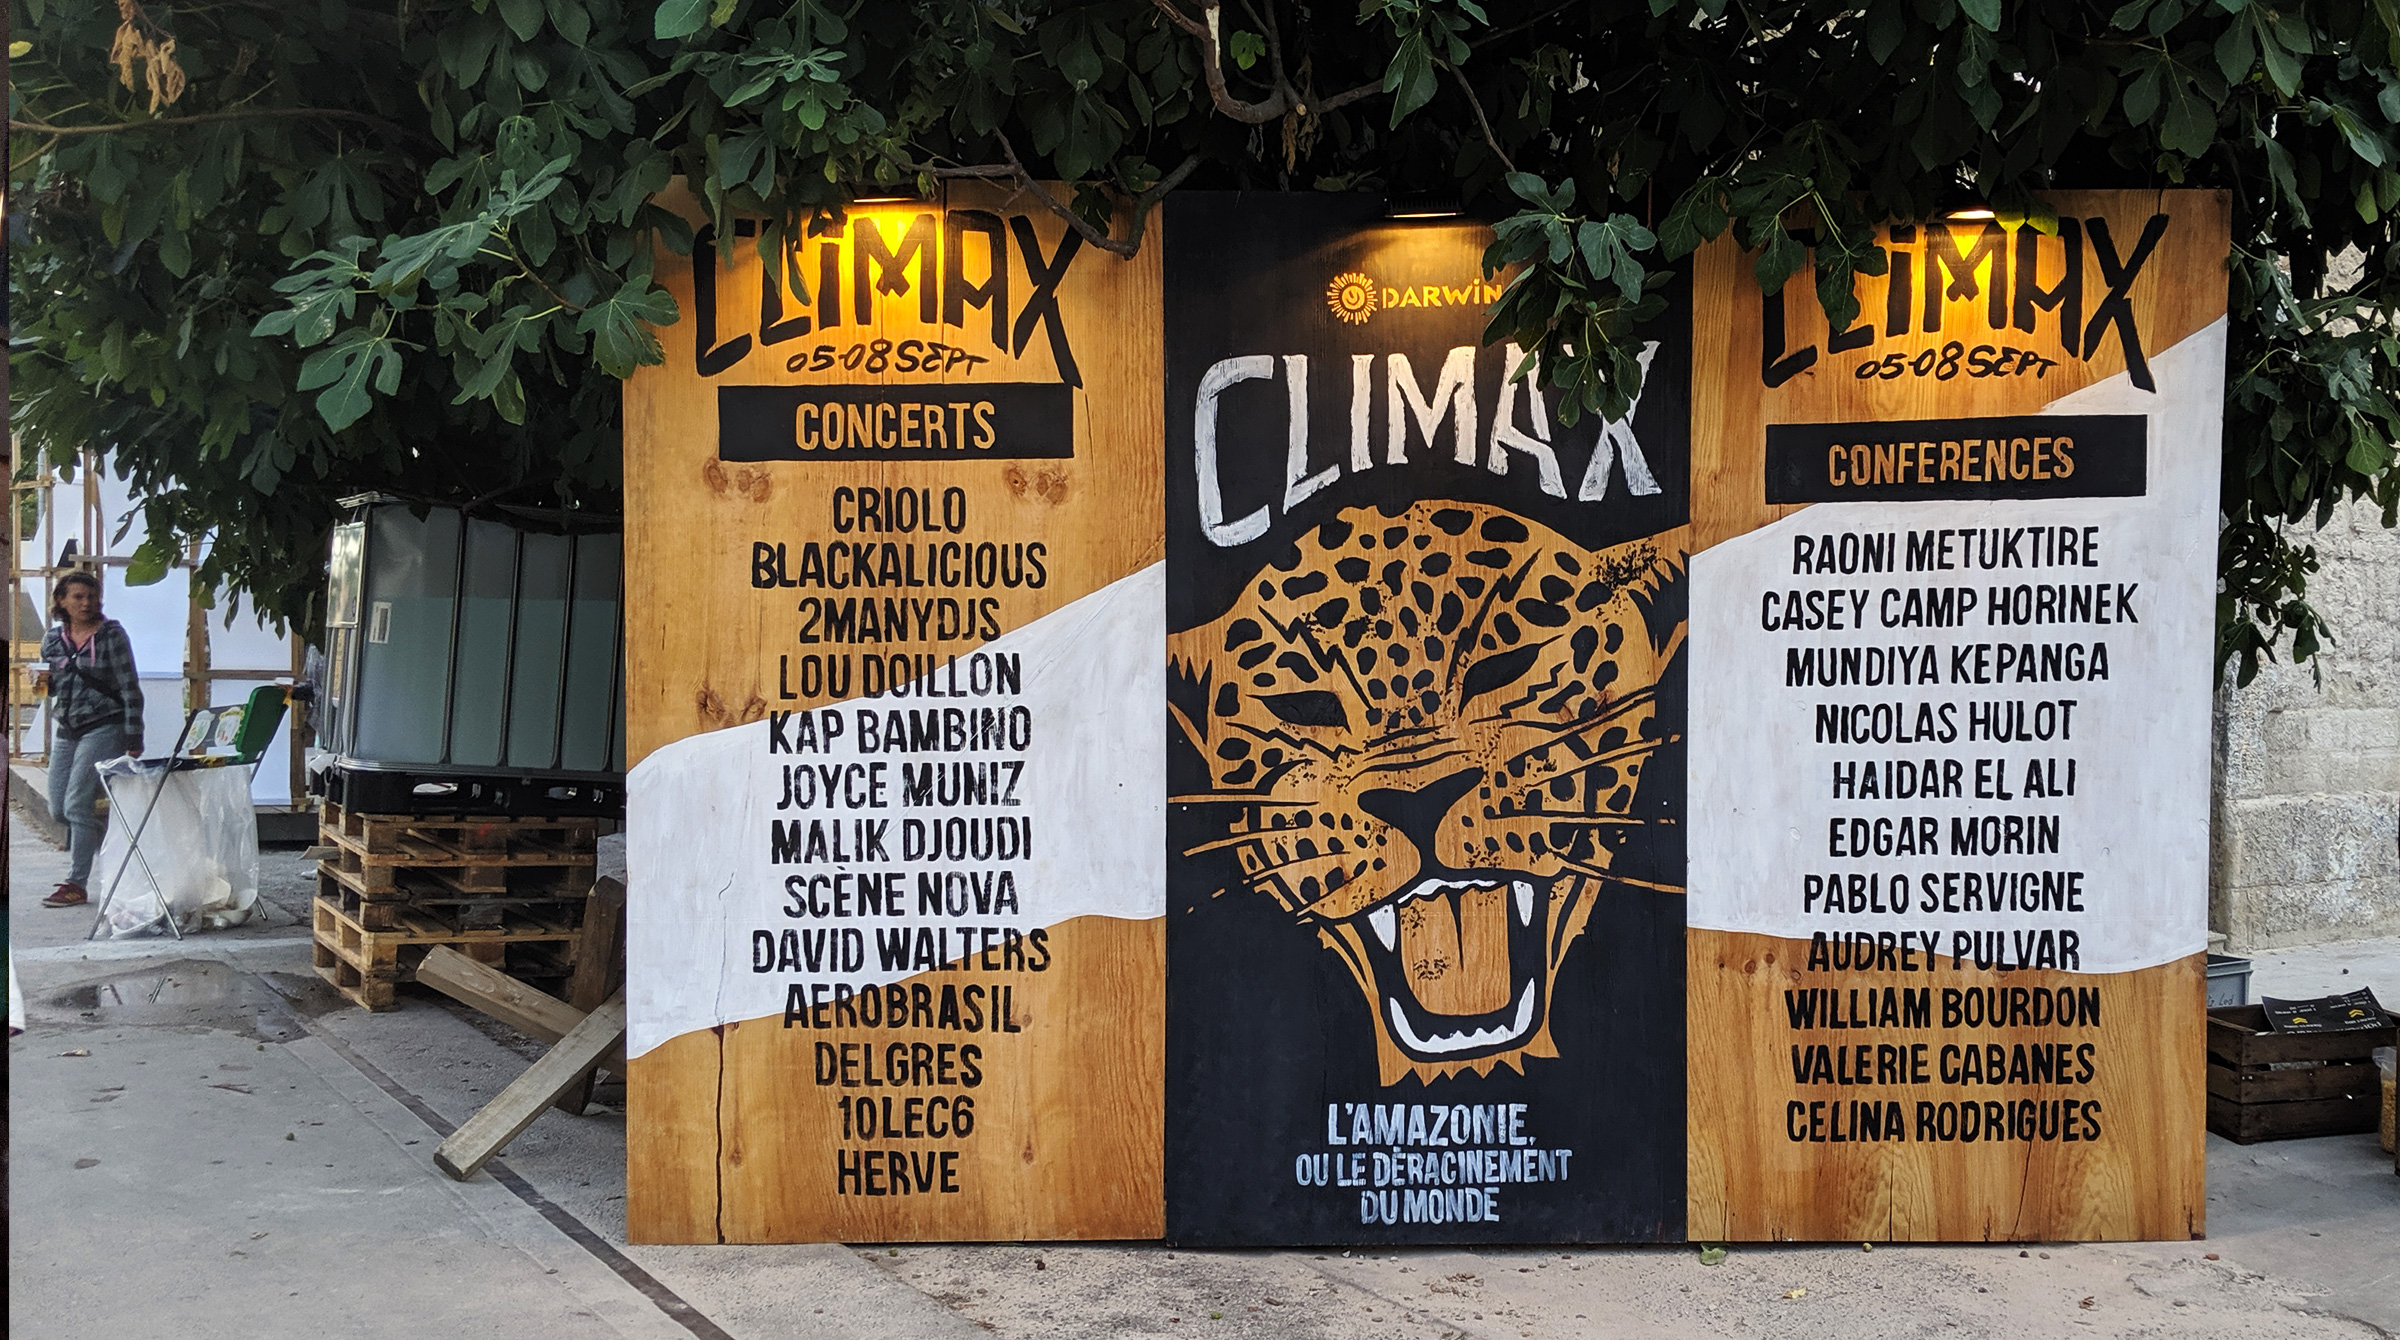 CLiMAX
05-08 SEPT
CONCERTS
CRIOLO
BLACKALICIOUS
2MANYDJS
LOU DOILLON
KAP BAMBINO
JOYCE MUNIZ
MALIK DJOUDI
SCÈNE NOVA
DAVID WALTERS
AEROBRASIL
DELGRES
10LEC6
HERVE
DARWiN
CLIMAX
L'AMAZONIE,
OU LE DÉRACINEMENT
DU MONDE
CLiMAX
05-08 SEPT
CONFERENCES
RAONI METUKTIRE
CASEY CAMP HORINEK
MUNDIYA KEPANGA
NICOLAS HULOT
HAIDAR EL ALI
EDGAR MORIN
PABLO SERVIGNE
AUDREY PULVAR
WILLIAM BOURDON
VALERIE CABANES
CELINA RODRIGUES